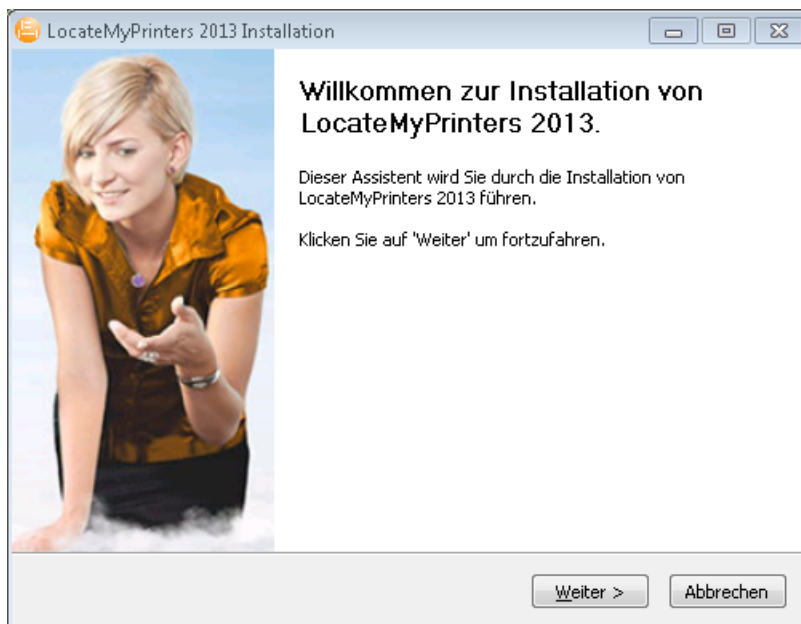 LocateMyPrinters 2013 Installation
Willkommen zur Installation von
LocateMyPrinters 2013.
Dieser Assistent wird Sie durch die Installation von
LocateMyPrinters 2013 führen.
Klicken Sie auf 'Weiter' um fortzufahren.
Weiter >
Abbrechen